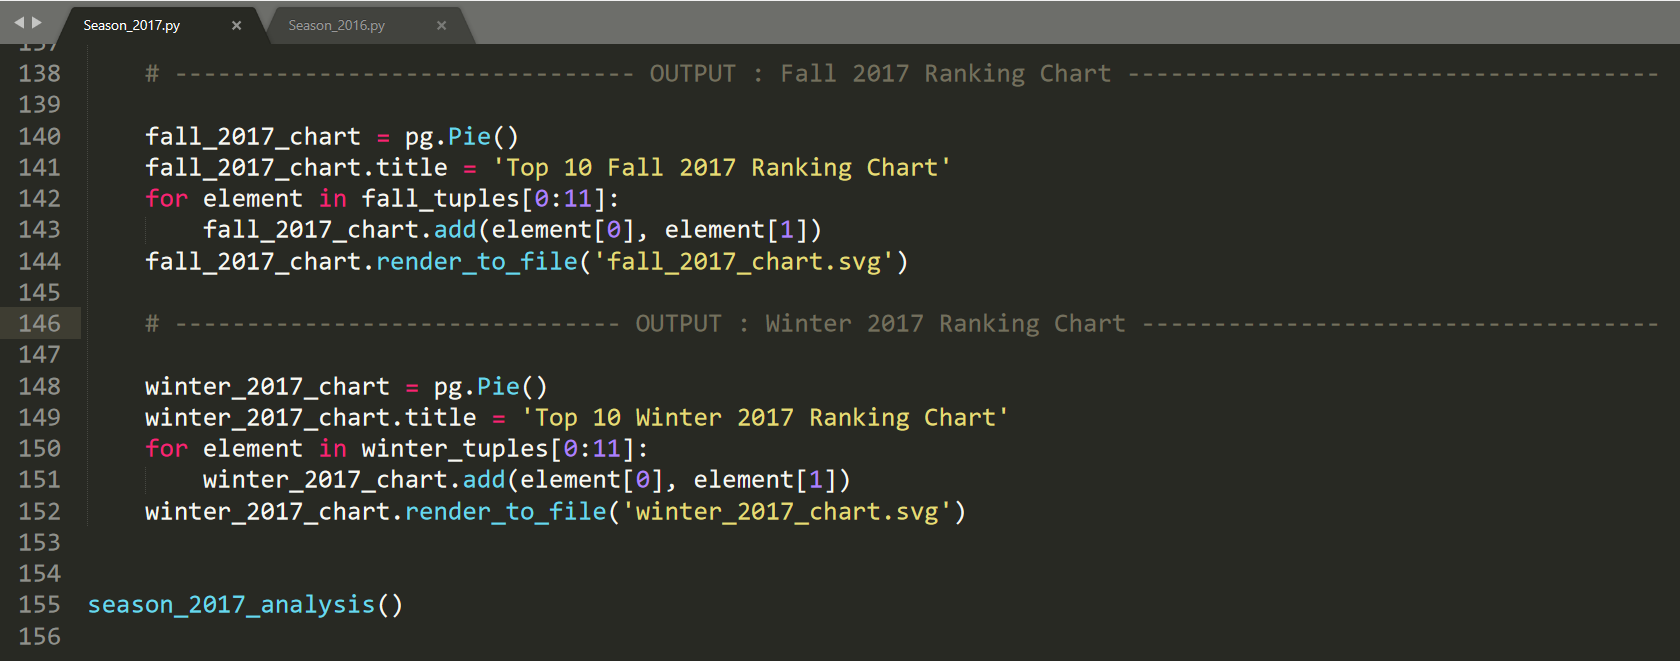 Season_2017.py × Season_2016.py ×
137
138 # -------------------------------- OUTPUT : Fall 2017 Ranking Chart -------------------------------------
139
140 fall_2017_chart = pg.Pie()
141 fall_2017_chart.title = 'Top 10 Fall 2017 Ranking Chart'
142 for element in fall_tuples[0:11]:
143 fall_2017_chart.add(element[0], element[1])
144 fall_2017_chart.render_to_file('fall_2017_chart.svg')
145
146 # ------------------------------- OUTPUT : Winter 2017 Ranking Chart ------------------------------------
147
148 winter_2017_chart = pg.Pie()
149 winter_2017_chart.title = 'Top 10 Winter 2017 Ranking Chart'
150 for element in winter_tuples[0:11]:
151 winter_2017_chart.add(element[0], element[1])
152 winter_2017_chart.render_to_file('winter_2017_chart.svg')
153
154
155 season_2017_analysis()
156